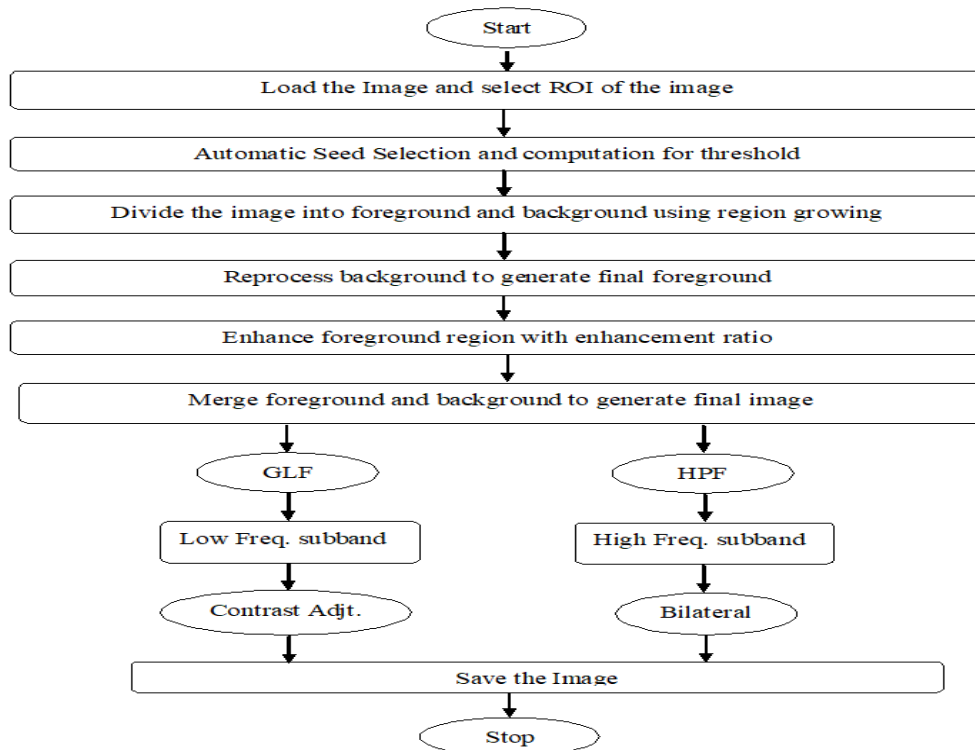 Start
Load the Image and select ROI of the image
Automatic Seed Selection and computation for threshold
Divide the image into foreground and background using region growing
Reprocess background to generate final foreground
Enhance foreground region with enhancement ratio
Merge foreground and background to generate final image
GLF
HPF
Low Freq. subband
High Freq. subband
Contrast Adjt.
Bilateral
Save the Image
Stop